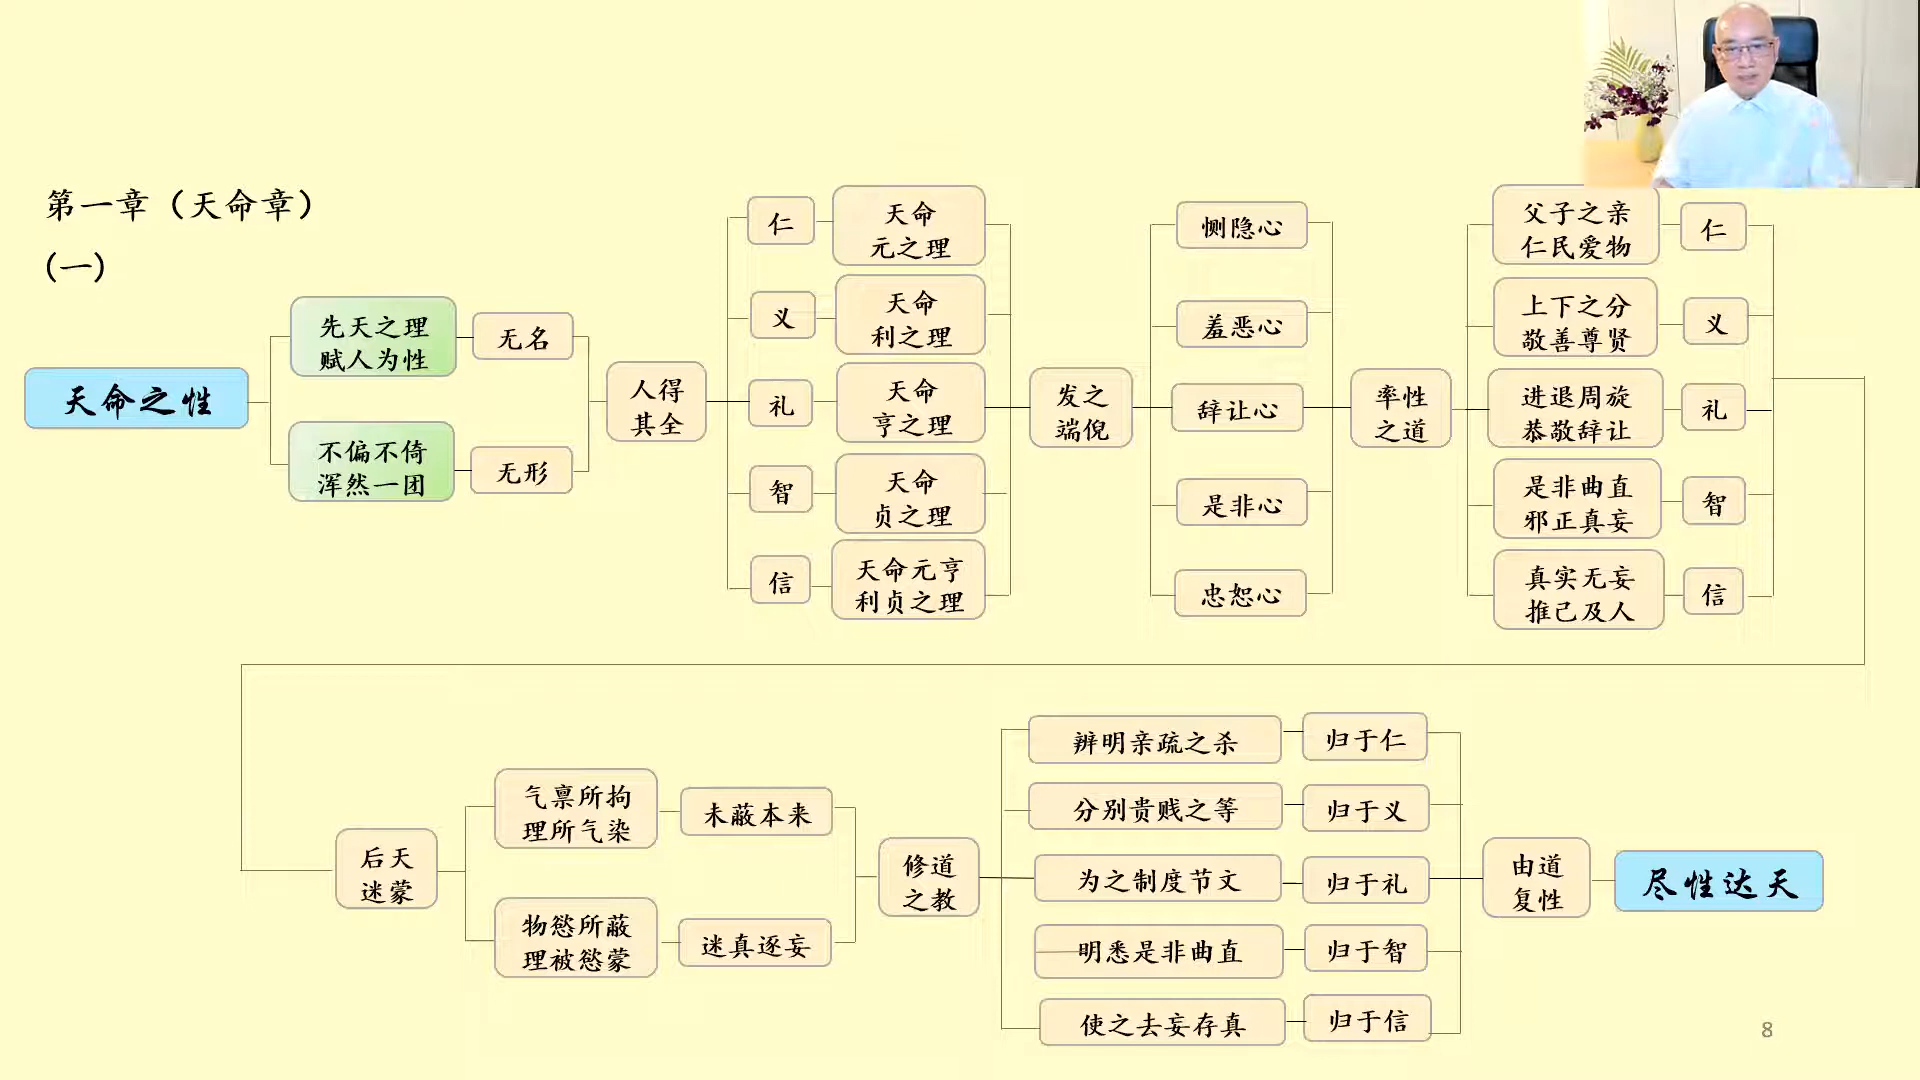 第一章（天命章）
(一)
天命之性
先天之理
赋人为性
无名
不偏不倚
浑然一团
无形
人得
其全
仁
天命
元之理
义
天命
利之理
礼
天命
亨之理
智
天命
贞之理
信
天命元亨
利贞之理
发之
端倪
恻隐心
羞恶心
辞让心
是非心
忠恕心
率性
之道
父子之亲
仁民爱物
仁
上下之分
敬善尊贤
义
进退周旋
恭敬辞让
礼
是非曲直
邪正真妄
智
真实无妄
推己及人
信
后天
迷蒙
气禀所拘
理所气染
未蔽本来
物慾所蔽
理被慾蒙
迷真逐妄
修道
之教
辨明亲疏之杀
归于仁
分别贵贱之等
归于义
为之制度节文
归于礼
明悉是非曲直
归于智
使之去妄存真
归于信
由道
复性
尽性达天
8